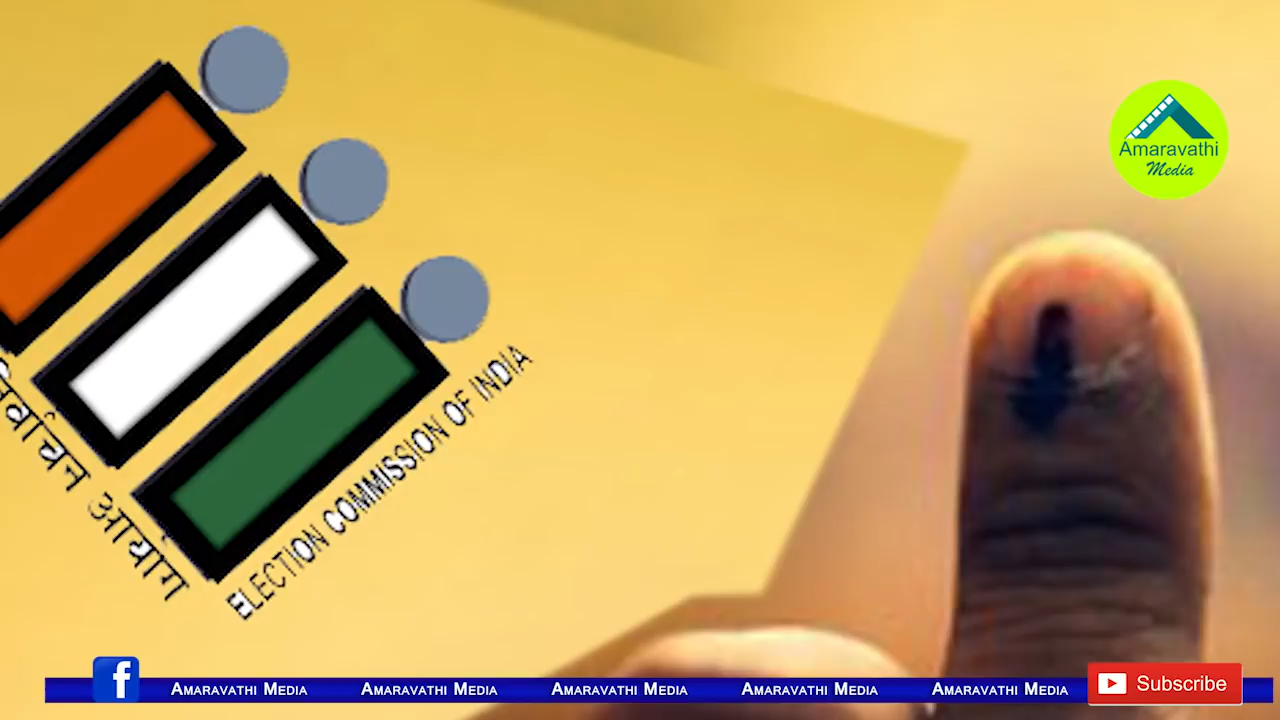 Amaravathi
Media
निर्वाचन आयोग
ELECTION COMMISSION OF INDIA
f
AMARAVATHI MEDIA AMARAVATHI MEDIA AMARAVATHI MEDIA AMARAVATHI MEDIA AMARAVATHI MEDIA
Subscribe